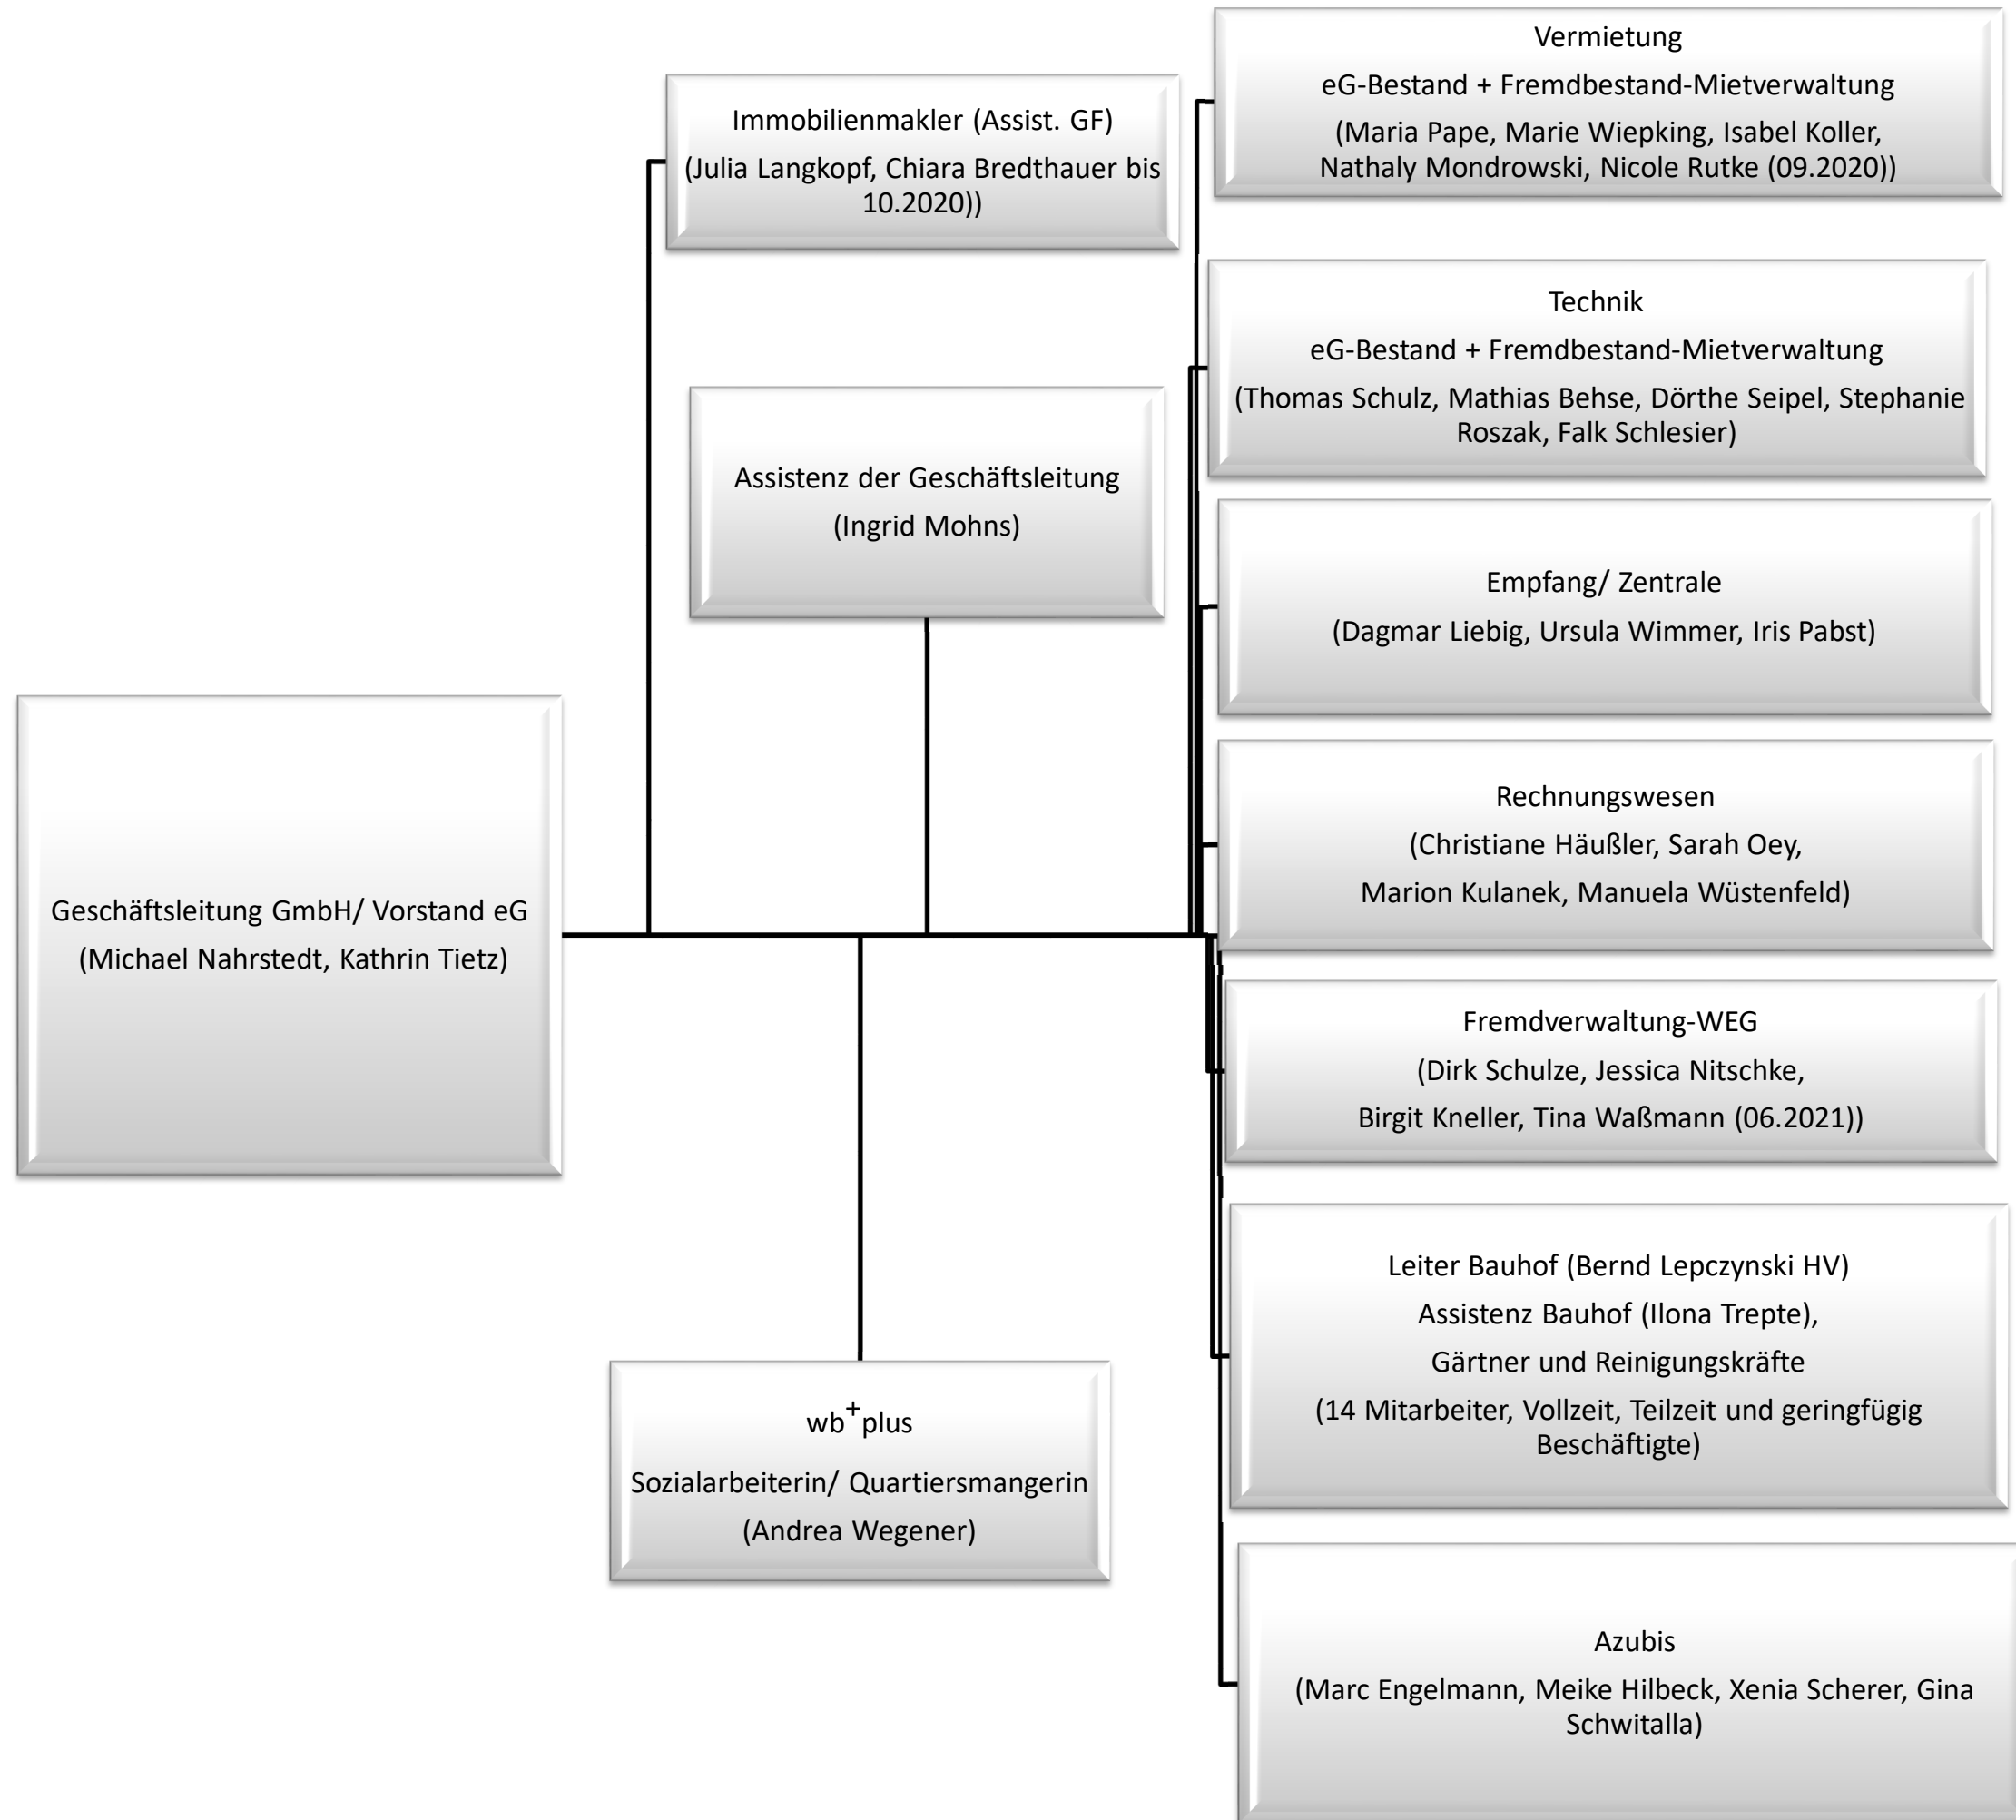 Geschäftsleitung GmbH/ Vorstand eG
(Michael Nahrstedt, Kathrin Tietz)
Immobilienmakler (Assist. GF)
(Julia Langkopf, Chiara Bredthauer bis
10.2020))
Assistenz der Geschäftsleitung
(Ingrid Mohns)
wb⁺plus
Sozialarbeiterin/ Quartiersmangerin
(Andrea Wegener)
Vermietung
eG-Bestand + Fremdbestand-Mietverwaltung
(Maria Pape, Marie Wiepking, Isabel Koller,
Nathaly Mondrowski, Nicole Rutke (09.2020))
Technik
eG-Bestand + Fremdbestand-Mietverwaltung
(Thomas Schulz, Mathias Behse, Dörthe Seipel, Stephanie
Roszak, Falk Schlesier)
Empfang/ Zentrale
(Dagmar Liebig, Ursula Wimmer, Iris Pabst)
Rechnungswesen
(Christiane Häußler, Sarah Oey,
Marion Kulanek, Manuela Wüstenfeld)
Fremdverwaltung-WEG
(Dirk Schulze, Jessica Nitschke,
Birgit Kneller, Tina Waßmann (06.2021))
Leiter Bauhof (Bernd Lepczynski HV)
Assistenz Bauhof (Ilona Trepte),
Gärtner und Reinigungskräfte
(14 Mitarbeiter, Vollzeit, Teilzeit und geringfügig
Beschäftigte)
Azubis
(Marc Engelmann, Meike Hilbeck, Xenia Scherer, Gina
Schwitalla)